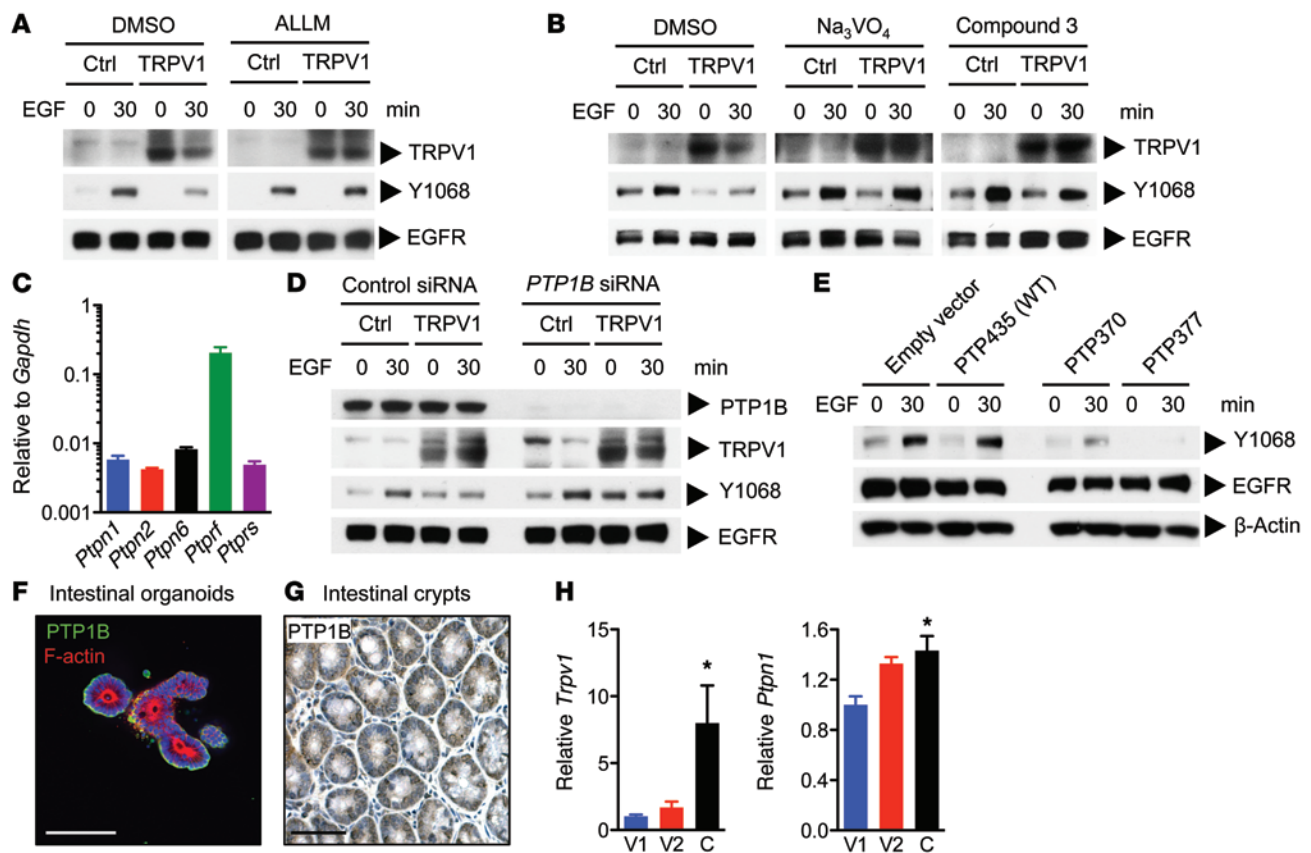 A
DMSO ALLM
Ctrl TRPV1 Ctrl TRPV1
EGF 0 30 0 30 0 30 0 30 min
TRPV1
Y1068
EGFR
B
DMSO Na3VO4 Compound 3
Ctrl TRPV1 Ctrl TRPV1 Ctrl TRPV1
EGF 0 30 0 30 0 30 0 30 0 30 0 30 min
TRPV1
Y1068
EGFR
C
Relative to Gapdh
1
0.1
0.01
0.001
Ptpn1 Ptpn2 Ptpn6 Ptprf Ptprs
D
Control siRNA PTP1B siRNA
Ctrl TRPV1 Ctrl TRPV1
EGF 0 30 0 30 0 30 0 30 min
PTP1B
TRPV1
Y1068
EGFR
E
Empty vector PTP435 (WT) PTP370 PTP377
EGF 0 30 0 30 0 30 0 30 min
Y1068
EGFR
β-Actin
F Intestinal organoids
PTP1B
F-actin
G Intestinal crypts
PTP1B
H
Relative Trpv1
15
10
5
0
*
V1 V2 C
Relative Ptpn1
1.6
1.2
0.8
0.4
0.0
*
V1 V2 C